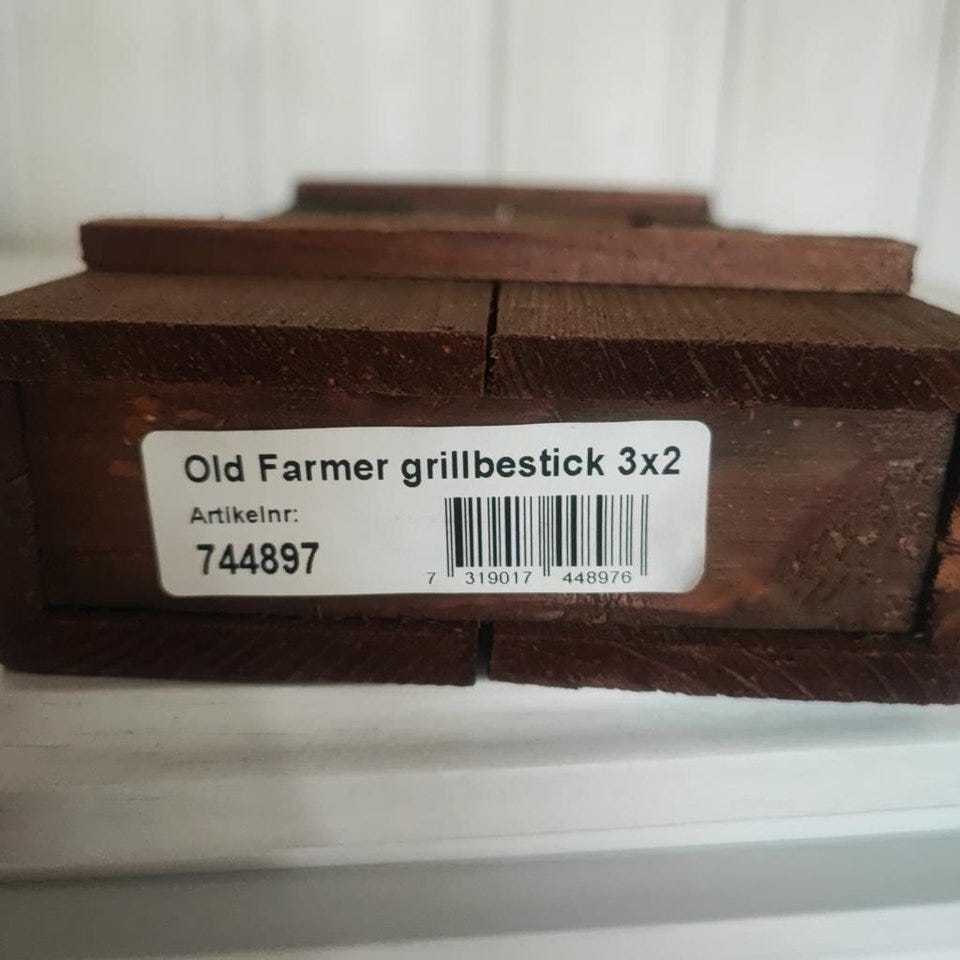 Old Farmer grillbestick 3x2
Artikelnr:
744897
7 319017 448976